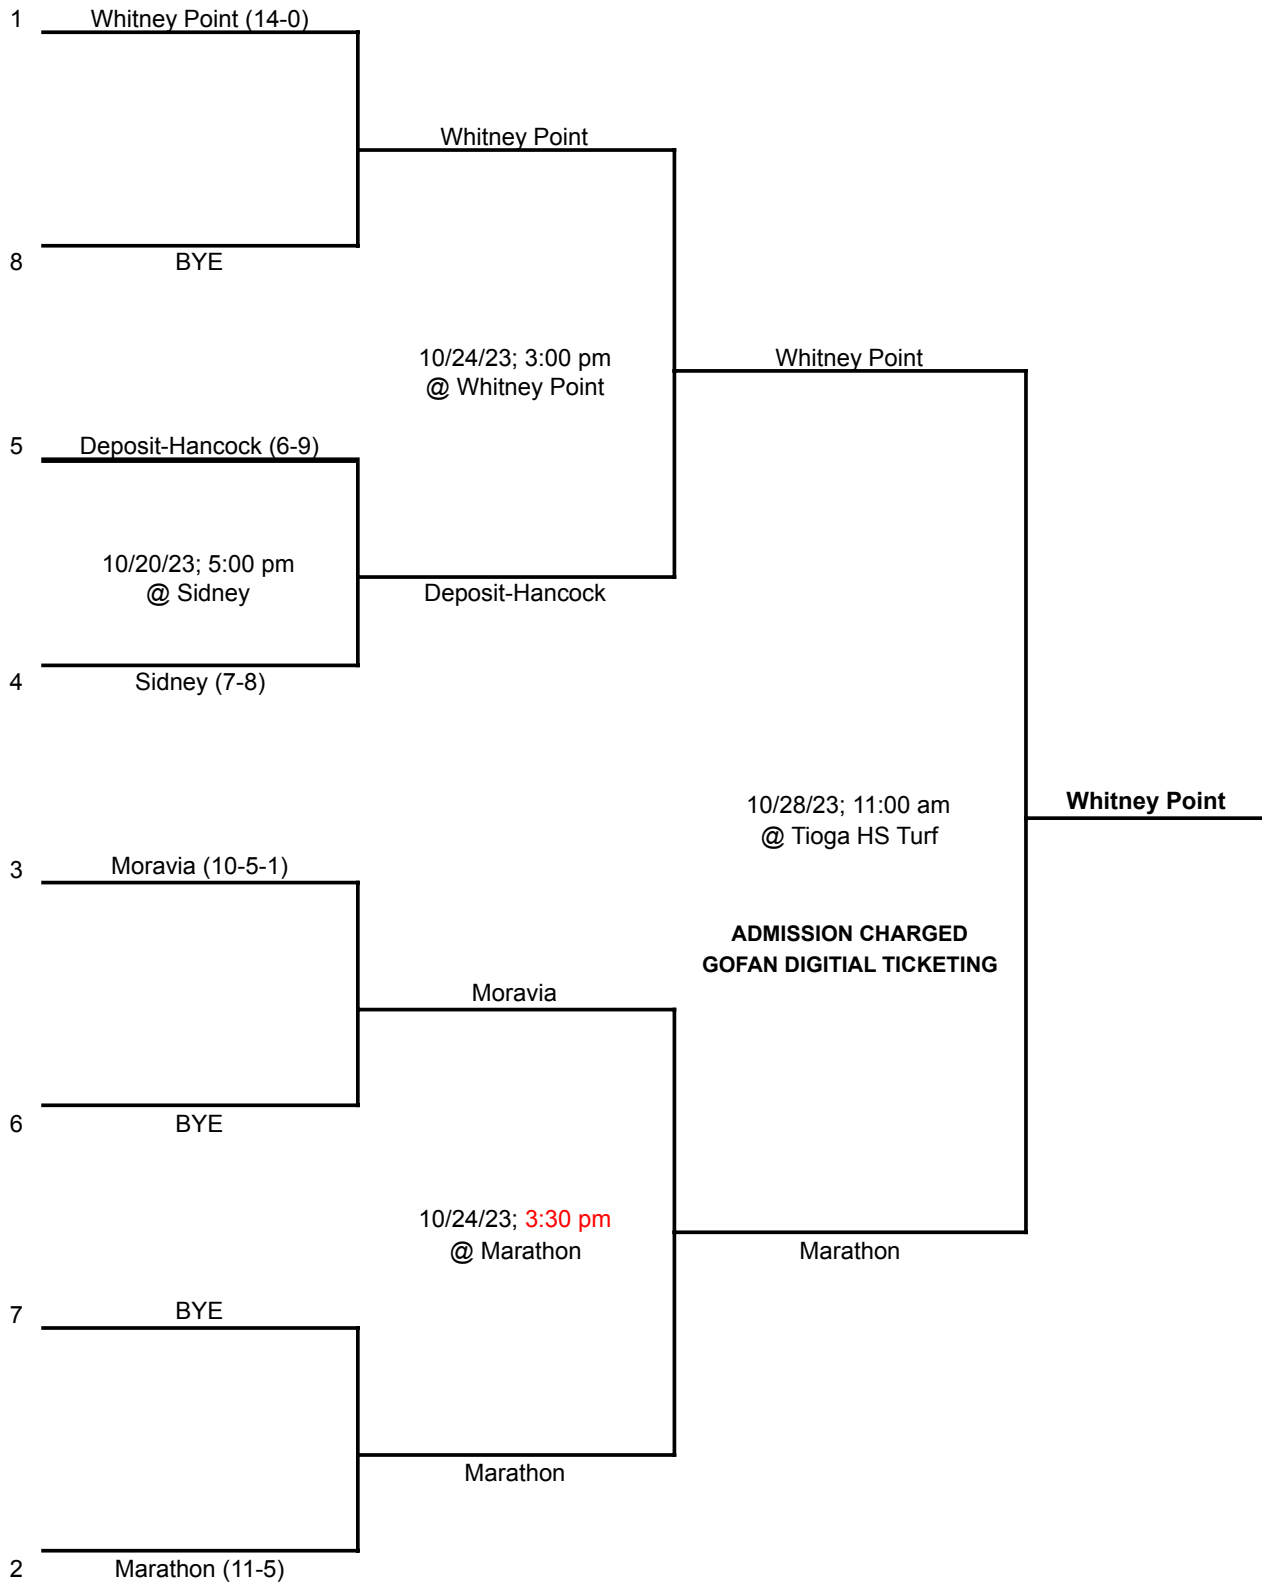 1
Whitney Point (14-0)
Whitney Point
8
BYE
10/24/23; 3:00 pm
@ Whitney Point
Whitney Point
5
Deposit-Hancock (6-9)
10/20/23; 5:00 pm
@ Sidney
Deposit-Hancock
4
Sidney (7-8)
10/28/23; 11:00 am
@ Tioga HS Turf
Whitney Point
3
Moravia (10-5-1)
ADMISSION CHARGED
GOFAN DIGITIAL TICKETING
Moravia
6
BYE
10/24/23; 3:30 pm
@ Marathon
Marathon
7
BYE
Marathon
2
Marathon (11-5)